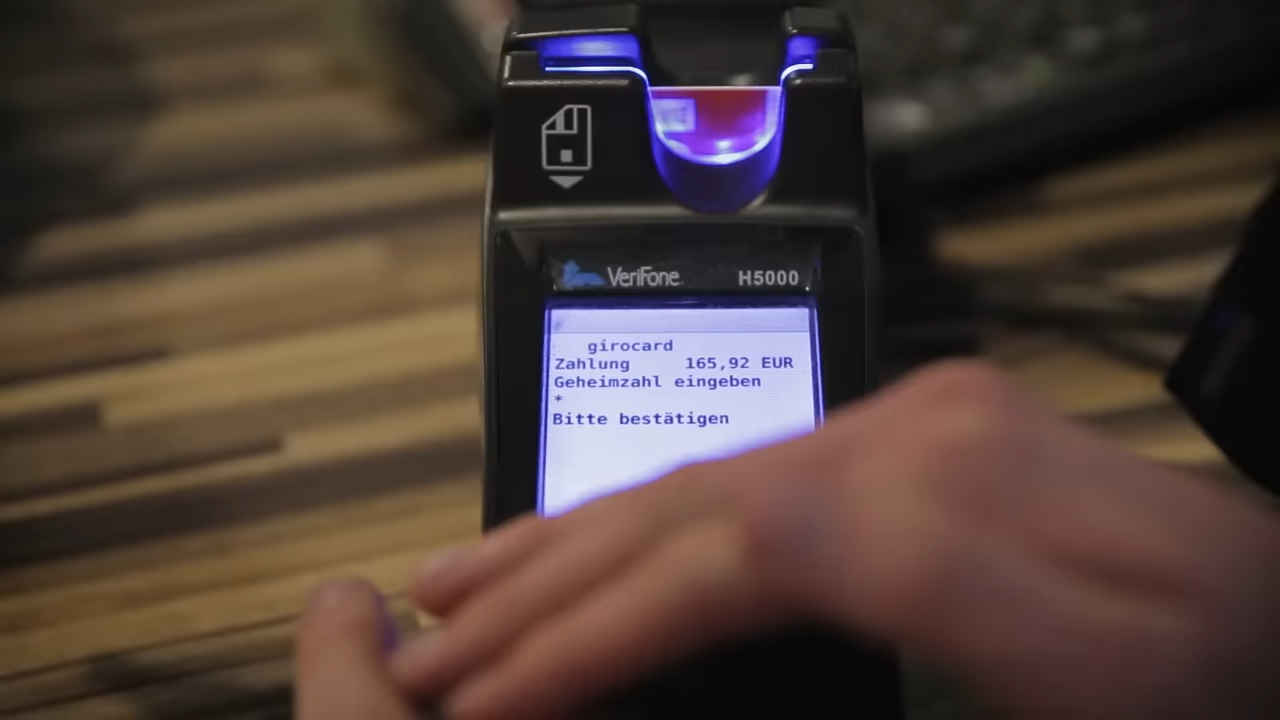 VeriFone H5000
girocard
Zahlung 165,92 EUR
Geheimzahl eingeben
*
Bitte bestätigen